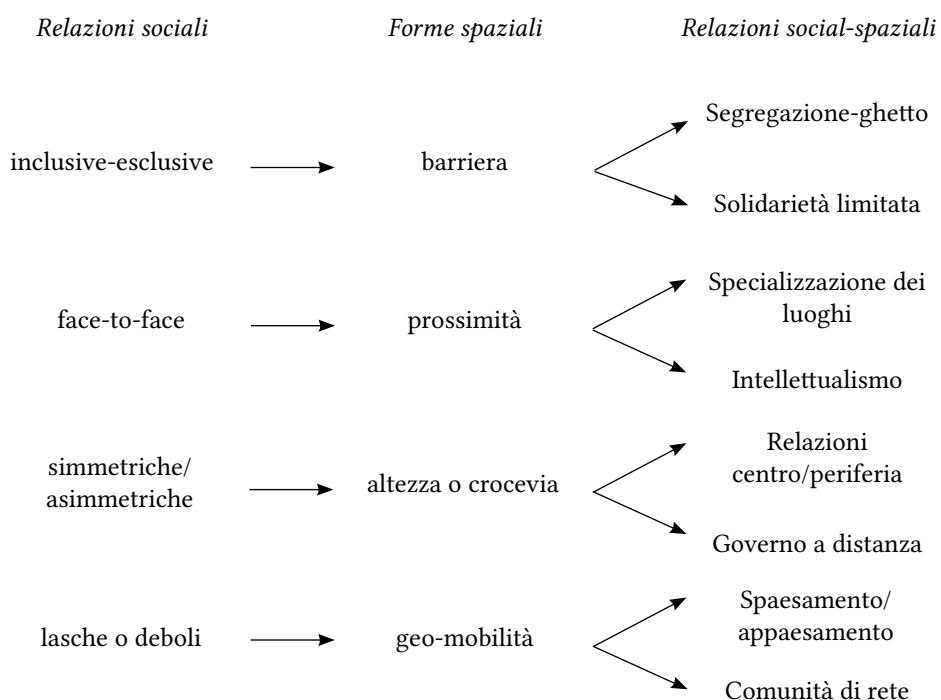 Relazioni sociali
Forme spaziali
Relazioni social-spaziali
inclusive-esclusive
barriera
Segregazione-ghetto
Solidarietà limitata
face-to-face
prossimità
Specializzazione dei
luoghi
Intellettualismo
simmetriche/
asimmetriche
altezza o crocevia
Relazioni
centro/periferia
Governo a distanza
lasche o deboli
geo-mobilità
Spaesamento/
appaesamento
Comunità di rete